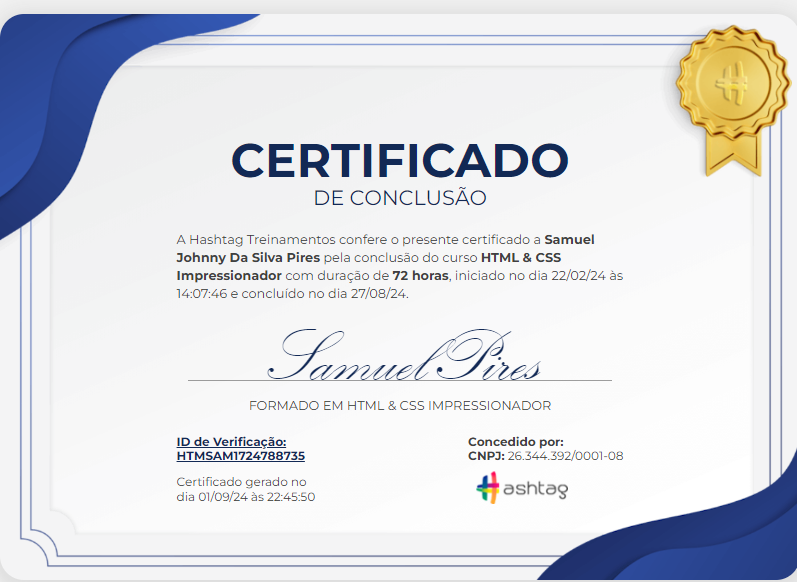 CERTIFICADO
DE CONCLUSÃO
A Hashtag Treinamentos confere o presente certificado a Samuel
Johnny Da Silva Pires pela conclusão do curso HTML & CSS
Impressionador com duração de 72 horas, iniciado no dia 22/02/24 às
14:07:46 e concluído no dia 27/08/24.
Samuel Pires
FORMADO EM HTML & CSS IMPRESSIONADOR
ID de Verificação:
HTMSAM1724788735
Certificado gerado no
dia 01/09/24 às 22:45:50
Concedido por:
CNPJ: 26.344.392/0001-08
ashtag